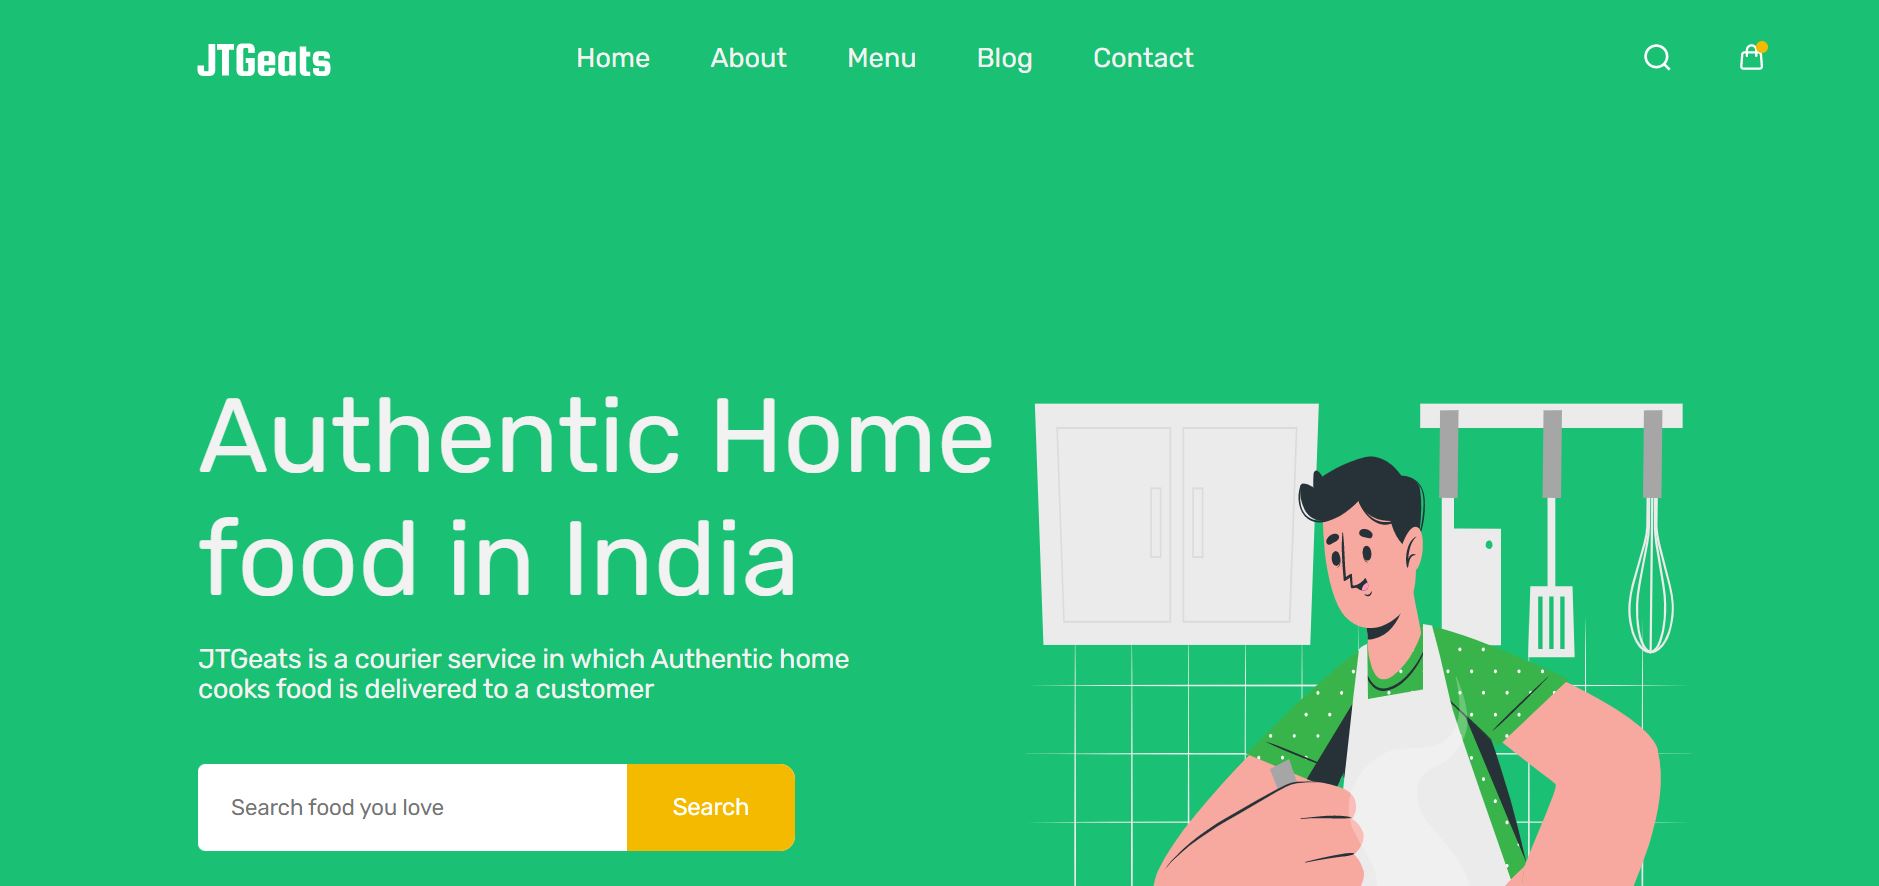 JTGeats
Home About Menu Blog Contact
Authentic Home
food in India
JTGeats is a courier service in which Authentic home
cooks food is delivered to a customer
Search food you love
Search